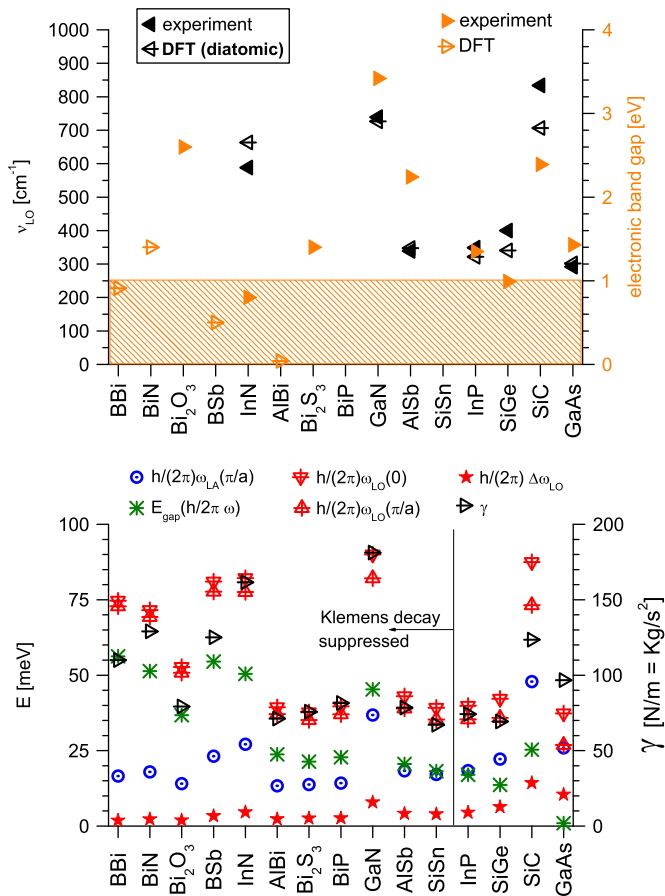 experiment
DFT (diatomic)
experiment
DFT
1000
900
800
700
600
500
400
300
200
100
0
ν_LO [cm⁻¹]
4
3
2
1
0
electronic band gap [eV]
BBi
BiN
Bi₂O₃
BSb
InN
AlBi
Bi₂S₃
BiP
GaN
AlSb
SiSn
InP
SiGe
SiC
GaAs
h/(2π)ω_LA(π/a)
h/(2π)ω_LO(0)
h/(2π) Δω_LO
E_gap(h/2π ω)
h/(2π)ω_LO(π/a)
γ
100
75
50
25
0
E [meV]
Klemens decay
suppressed
200
150
100
50
0
γ [N/m = Kg/s²]
BBi
BiN
Bi₂O₃
BSb
InN
AlBi
Bi₂S₃
BiP
GaN
AlSb
SiSn
InP
SiGe
SiC
GaAs